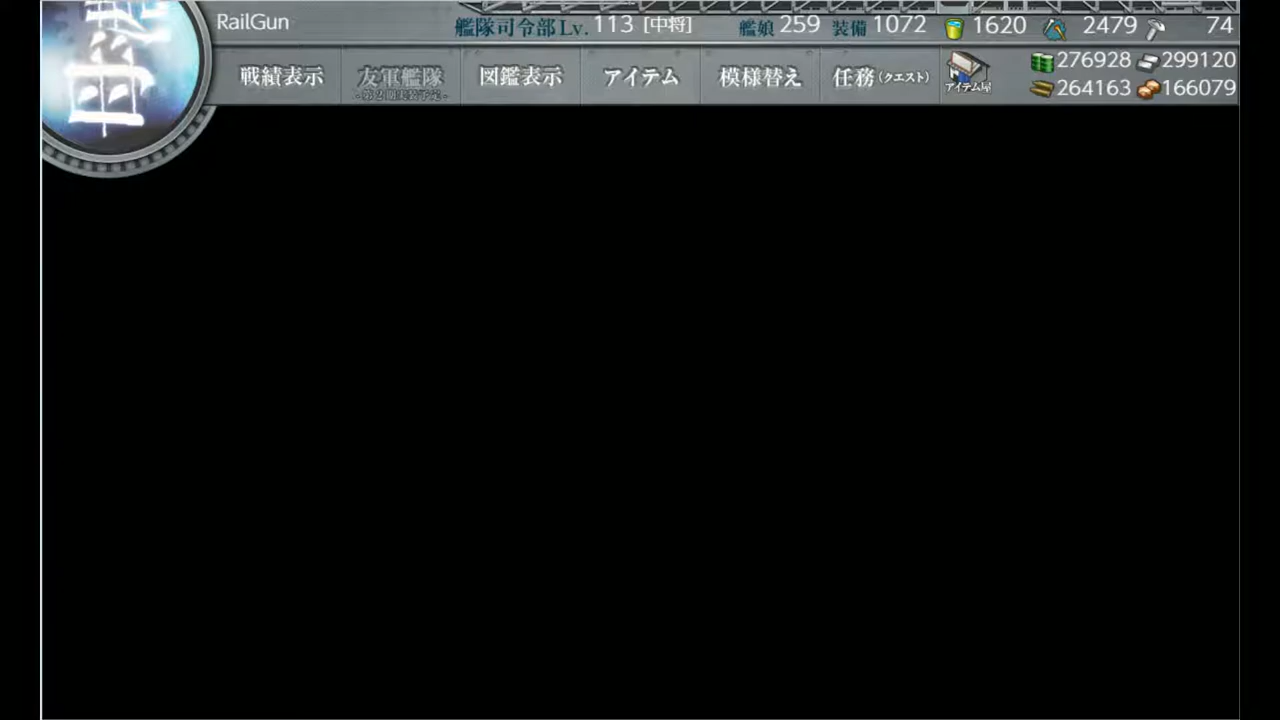 RailGun
艦隊司令部Lv. 113 [中将]
艦娘 259 装備 1072 1620 2479 74
戦績表示 友軍艦隊 図鑑表示 アイテム 模様替え 任務(クエスト) アイテム屋
276928 299120
264163 166079